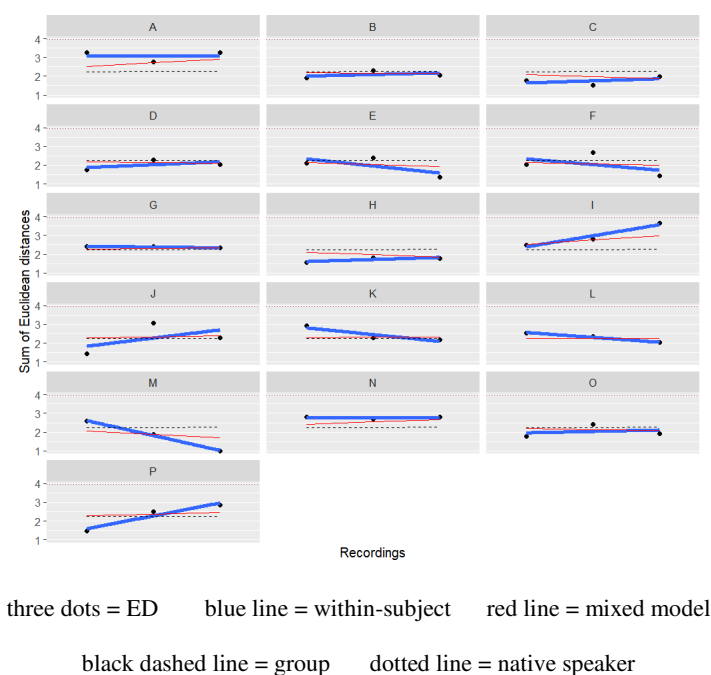 A B C
4
3
2
1
D E F
4
3
2
1
G H I
4
3
2
1
J K L
4
3
2
1
M N O
4
3
2
1
P
4
3
2
1
Sum of Euclidean distances
Recordings
three dots = ED blue line = within-subject red line = mixed model
black dashed line = group dotted line = native speaker